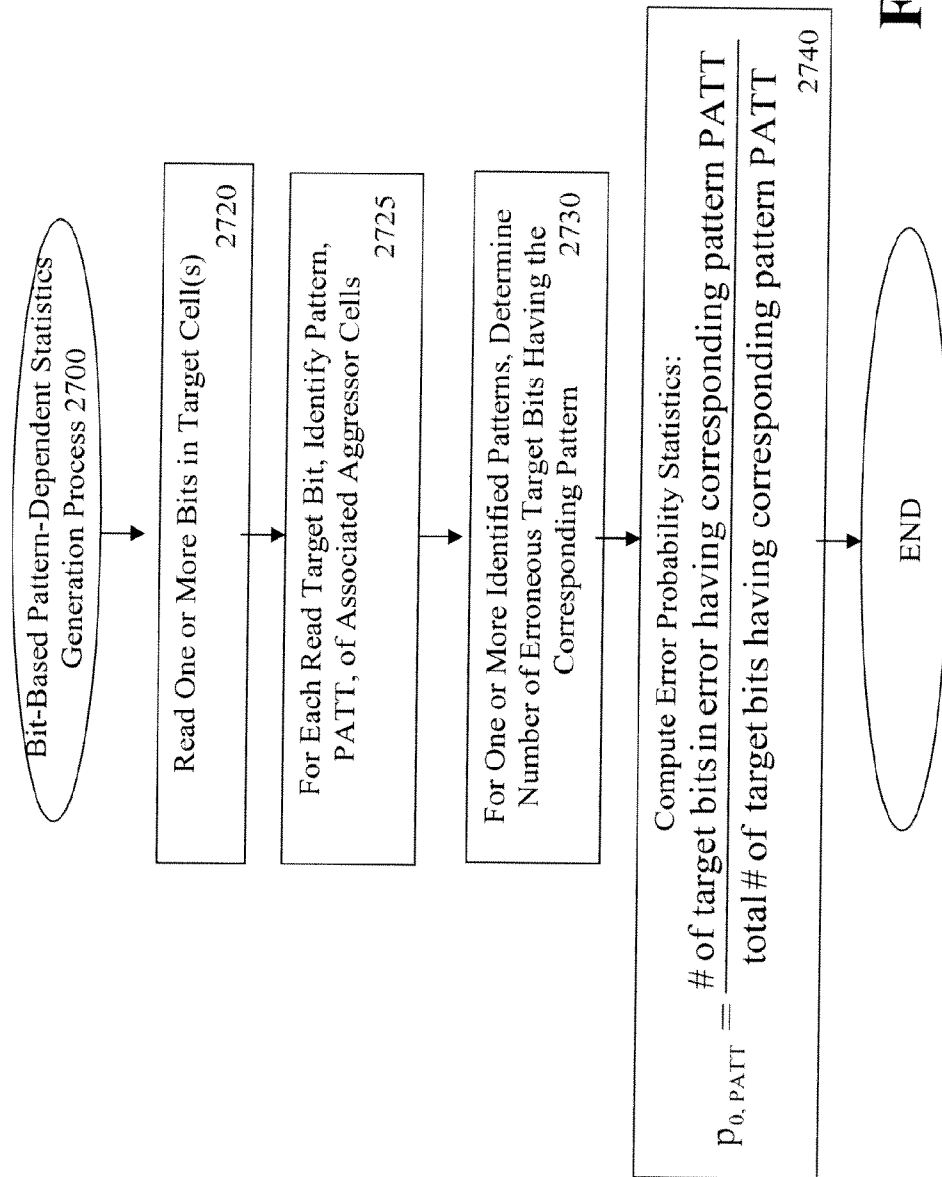 Bit-Based Pattern-Dependent Statistics
Generation Process 2700
Read One or More Bits in Target Cell(s)
2720
For Each Read Target Bit, Identify Pattern,
PATT, of Associated Aggressor Cells
2725
For One or More Identified Patterns, Determine
Number of Erroneous Target Bits Having the
Corresponding Pattern
2730
Compute Error Probability Statistics:
p0, PATT = # of target bits in error having corresponding pattern PATT
total # of target bits having corresponding pattern PATT
2740
END
F